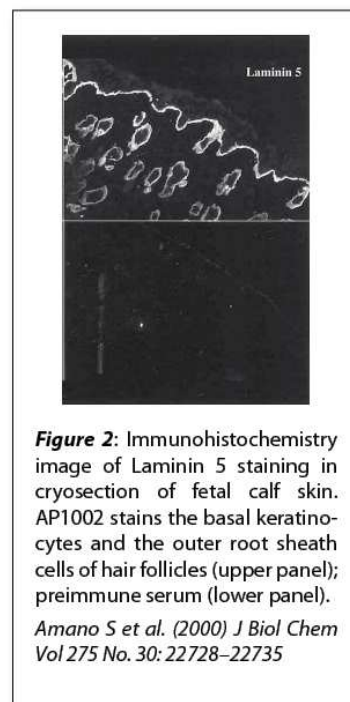 Laminin 5
Figure 2: Immunohistochemistry
image of Laminin 5 staining in
cryosection of fetal calf skin.
AP1002 stains the basal keratino-
cytes and the outer root sheath
cells of hair follicles (upper panel);
preimmune serum (lower panel).
Amano S et al. (2000) J Biol Chem
Vol 275 No. 30: 22728–22735